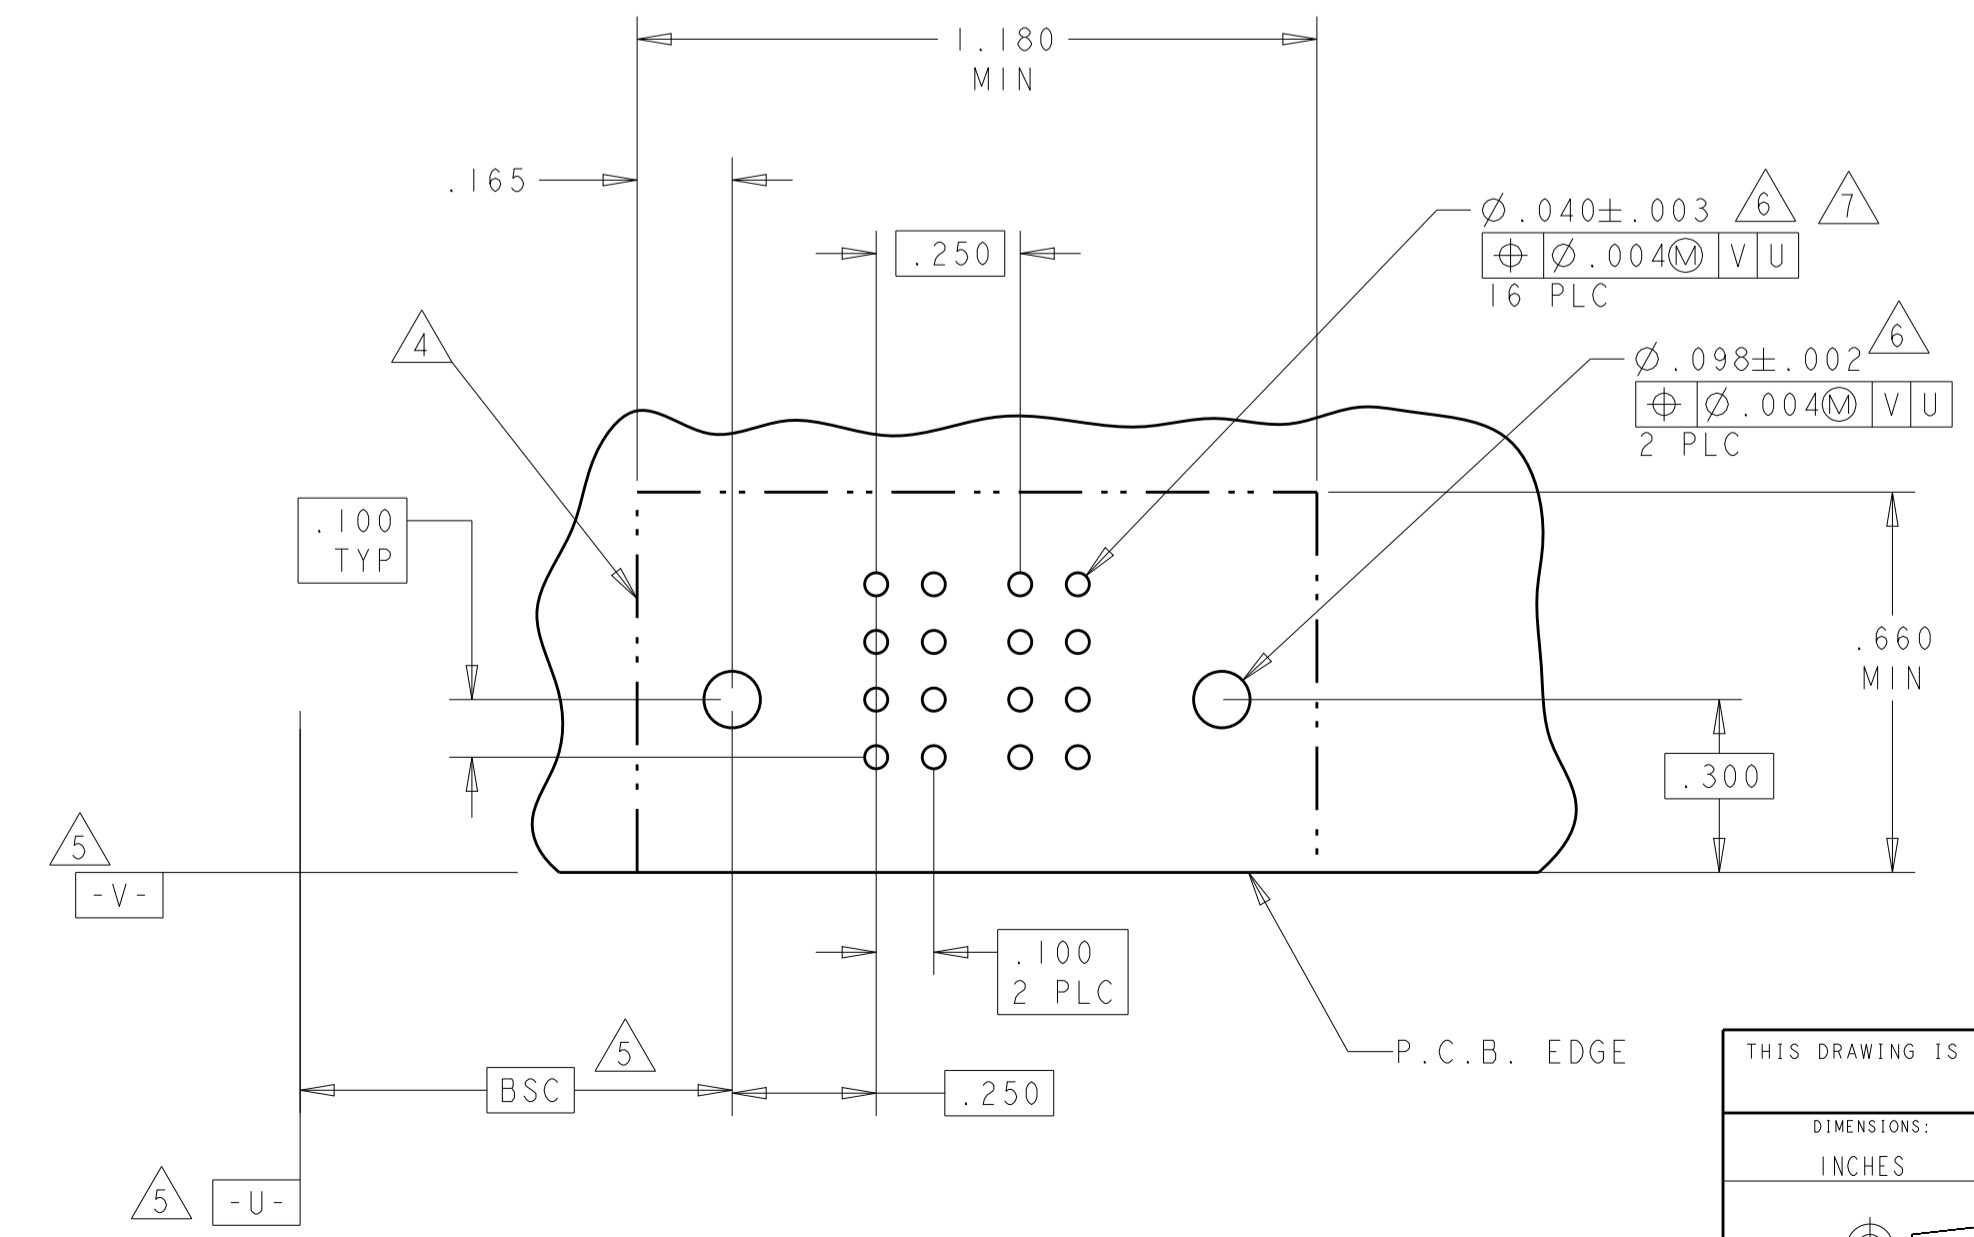 1.180
MIN
.165
.250
⌀.040±.003 6 7
⌖ ⌀.004Ⓜ V U
16 PLC
4
6
⌀.098±.002
⌖ ⌀.004Ⓜ V U
2 PLC
.100
TYP
.660
MIN
.300
5
-V-
.100
2 PLC
5
BSC
.250
P.C.B. EDGE
5
-U-
THIS DRAWING IS
DIMENSIONS:
INCHES